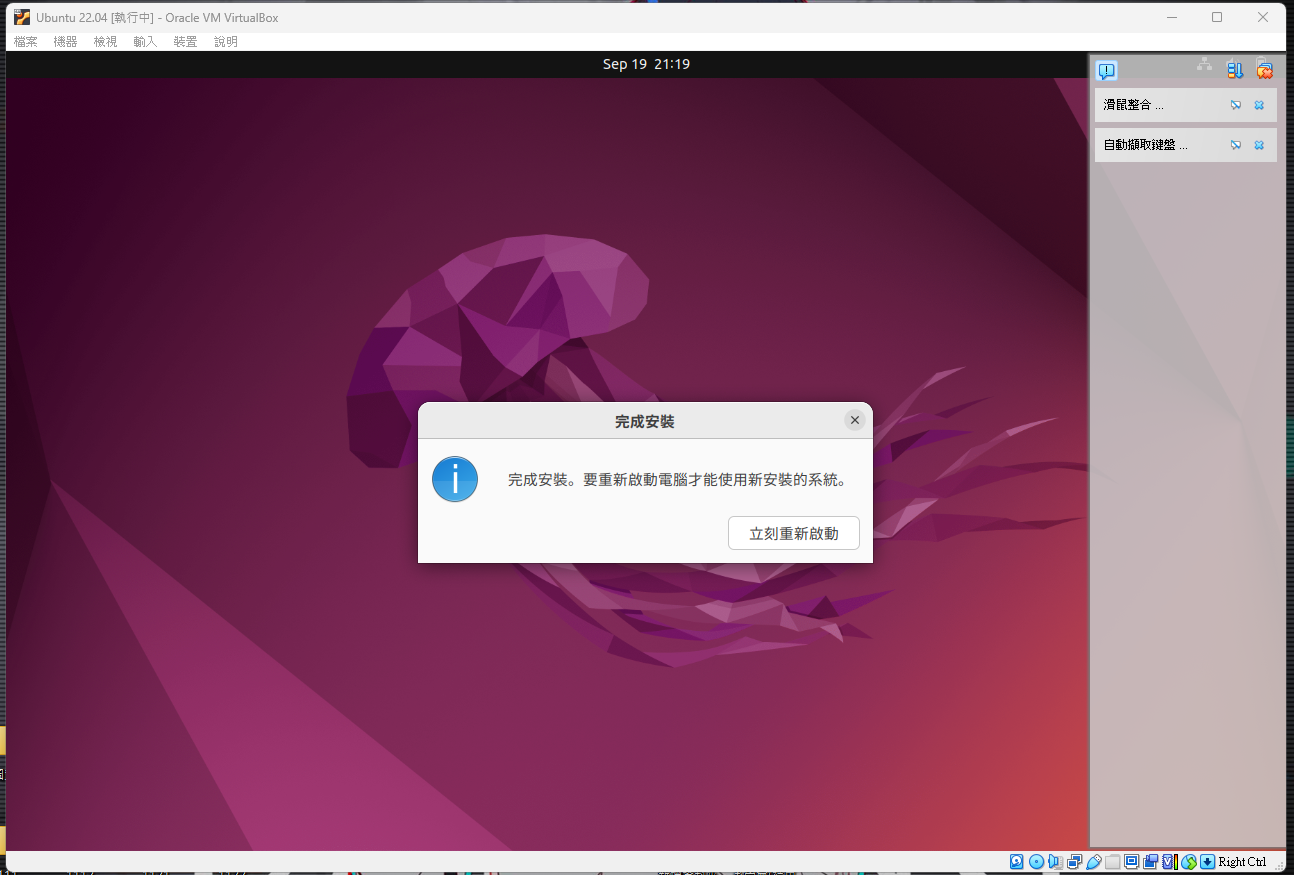 Ubuntu 22.04 [執行中] - Oracle VM VirtualBox
檔案 機器 檢視 輸入 裝置 說明
Sep 19 21:19
滑鼠整合 ...
自動擷取鍵盤 ...
完成安裝
完成安裝。要重新啟動電腦才能使用新安裝的系統。
立刻重新啟動
Right Ctrl